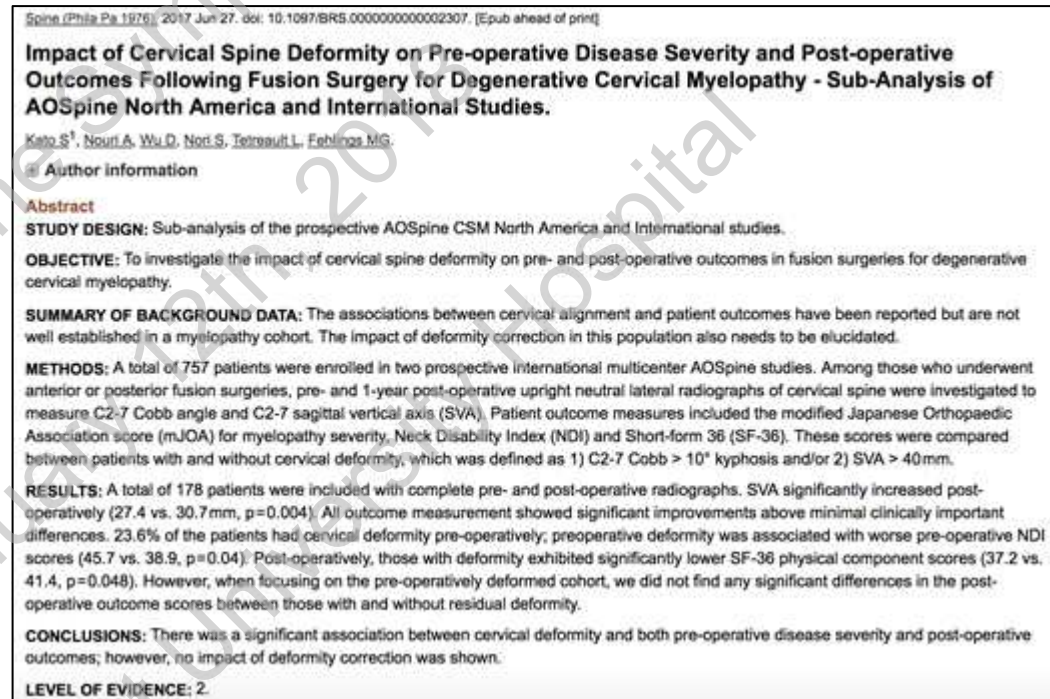 Spine (Phila Pa 1976). 2017 Jun 27. doi: 10.1097/BRS.0000000000002307. [Epub ahead of print]
Impact of Cervical Spine Deformity on Pre-operative Disease Severity and Post-operative
Outcomes Following Fusion Surgery for Degenerative Cervical Myelopathy - Sub-Analysis of
AOSpine North America and International Studies.
Kato S1, Nouri A, Wu D, Nori S, Tetreault L, Fehlings MG.
Author information
Abstract
STUDY DESIGN: Sub-analysis of the prospective AOSpine CSM North America and International studies.
OBJECTIVE: To investigate the impact of cervical spine deformity on pre- and post-operative outcomes in fusion surgeries for degenerative
cervical myelopathy.
SUMMARY OF BACKGROUND DATA: The associations between cervical alignment and patient outcomes have been reported but are not
well established in a myelopathy cohort. The impact of deformity correction in this population also needs to be elucidated.
METHODS: A total of 757 patients were enrolled in two prospective international multicenter AOSpine studies. Among those who underwent
anterior or posterior fusion surgeries, pre- and 1-year post-operative upright neutral lateral radiographs of cervical spine were investigated to
measure C2-7 Cobb angle and C2-7 sagittal vertical axis (SVA). Patient outcome measures included the modified Japanese Orthopaedic
Association score (mJOA) for myelopathy severity, Neck Disability Index (NDI) and Short-form 36 (SF-36). These scores were compared
between patients with and without cervical deformity, which was defined as 1) C2-7 Cobb > 10° kyphosis and/or 2) SVA > 40mm.
RESULTS: A total of 178 patients were included with complete pre- and post-operative radiographs. SVA significantly increased post-
operatively (27.4 vs. 30.7mm, p=0.004). All outcome measurement showed significant improvements above minimal clinically important
differences. 23.6% of the patients had cervical deformity pre-operatively; preoperative deformity was associated with worse pre-operative NDI
scores (45.7 vs. 38.9, p=0.04). Post-operatively, those with deformity exhibited significantly lower SF-36 physical component scores (37.2 vs.
41.4, p=0.048). However, when focusing on the pre-operatively deformed cohort, we did not find any significant differences in the post-
operative outcome scores between those with and without residual deformity.
CONCLUSIONS: There was a significant association between cervical deformity and both pre-operative disease severity and post-operative
outcomes; however, no impact of deformity correction was shown.
LEVEL OF EVIDENCE: 2.
12th, 2018
University Hospital